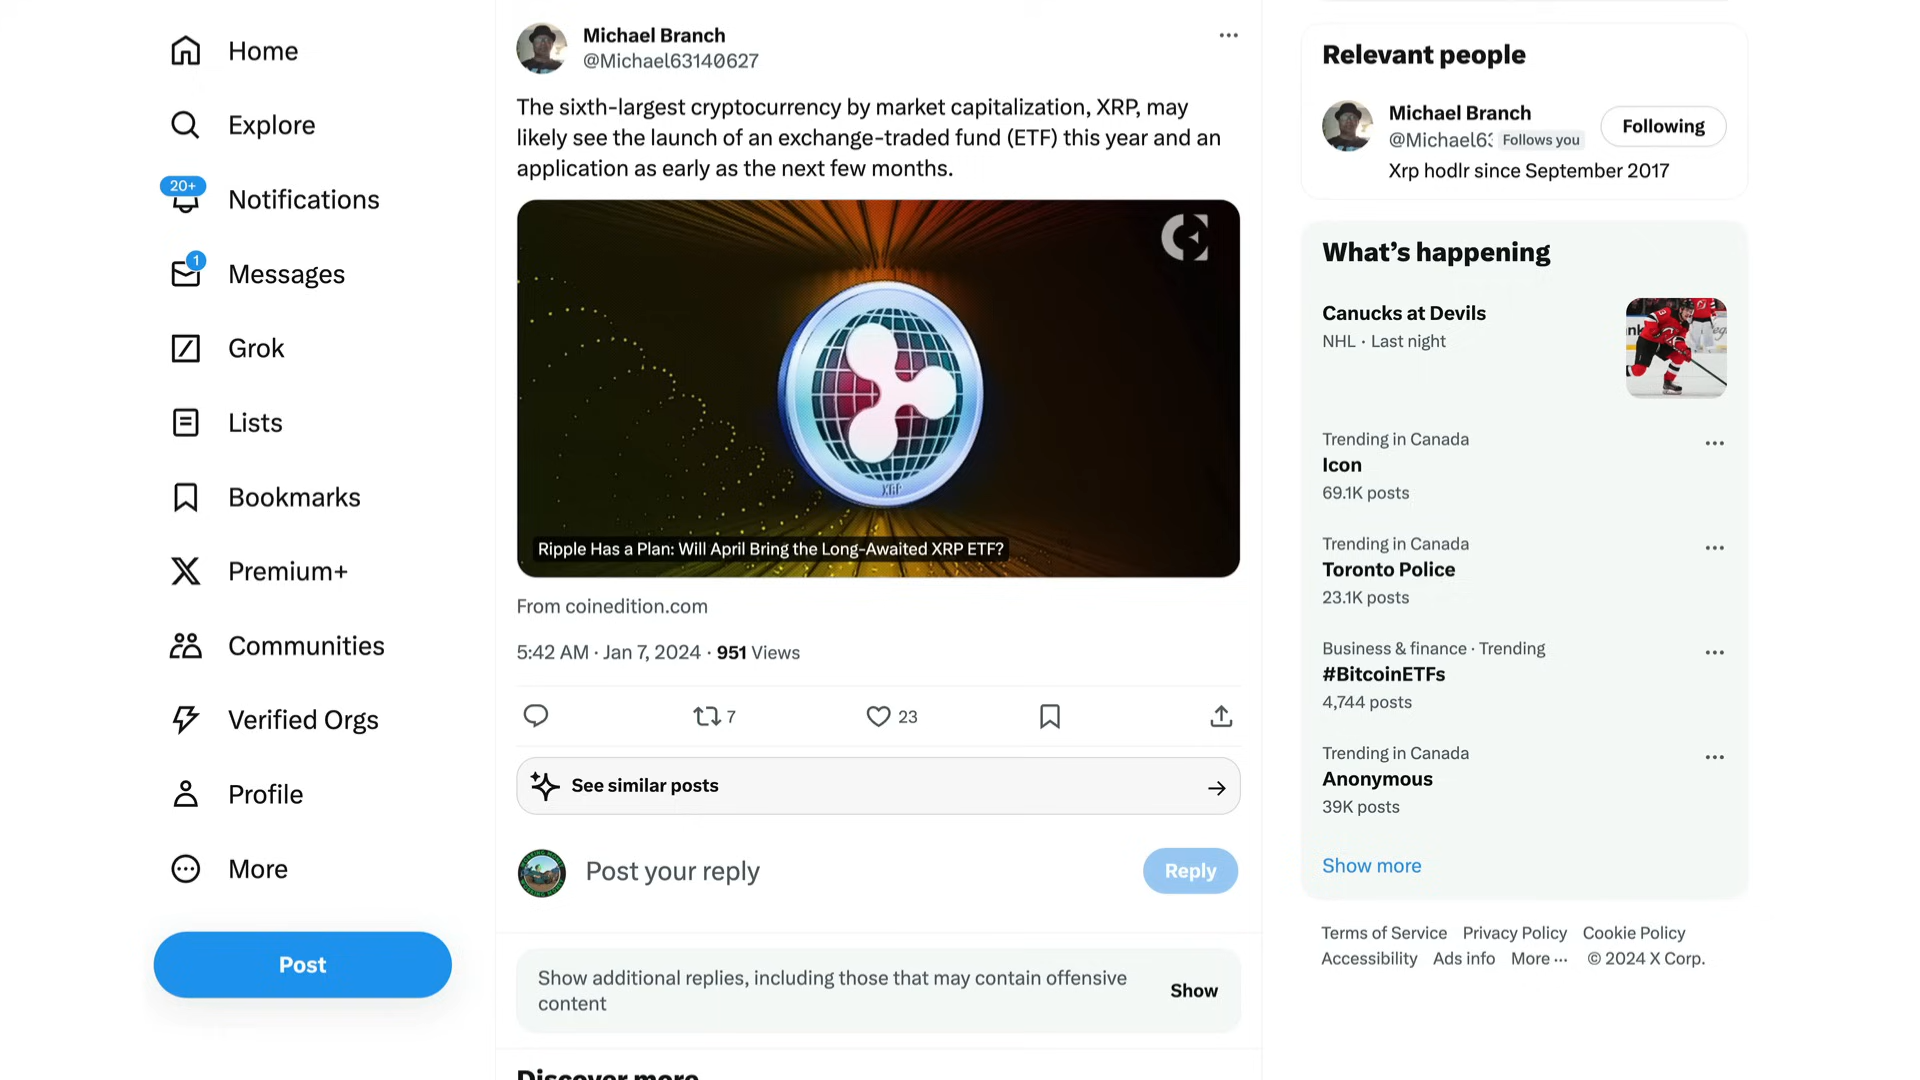 Home
Explore
20+
Notifications
1
Messages
Grok
Lists
Bookmarks
Premium+
Communities
Verified Orgs
Profile
More
Post
Michael Branch
@Michael63140627
The sixth-largest cryptocurrency by market capitalization, XRP, may
likely see the launch of an exchange-traded fund (ETF) this year and an
application as early as the next few months.
XRP
Ripple Has a Plan: Will April Bring the Long-Awaited XRP ETF?
From coinedition.com
5:42 AM · Jan 7, 2024 · 951 Views
7
23
See similar posts
Post your reply
Reply
Show additional replies, including those that may contain offensive
content
Show
Discover more
Relevant people
Michael Branch
@Michael63
Follows you
Following
Xrp hodlr since September 2017
What's happening
Canucks at Devils
NHL · Last night
Trending in Canada
Icon
69.1K posts
Trending in Canada
Toronto Police
23.1K posts
Business & finance · Trending
#BitcoinETFs
4,744 posts
Trending in Canada
Anonymous
39K posts
Show more
Terms of Service Privacy Policy Cookie Policy
Accessibility Ads info More ··· © 2024 X Corp.